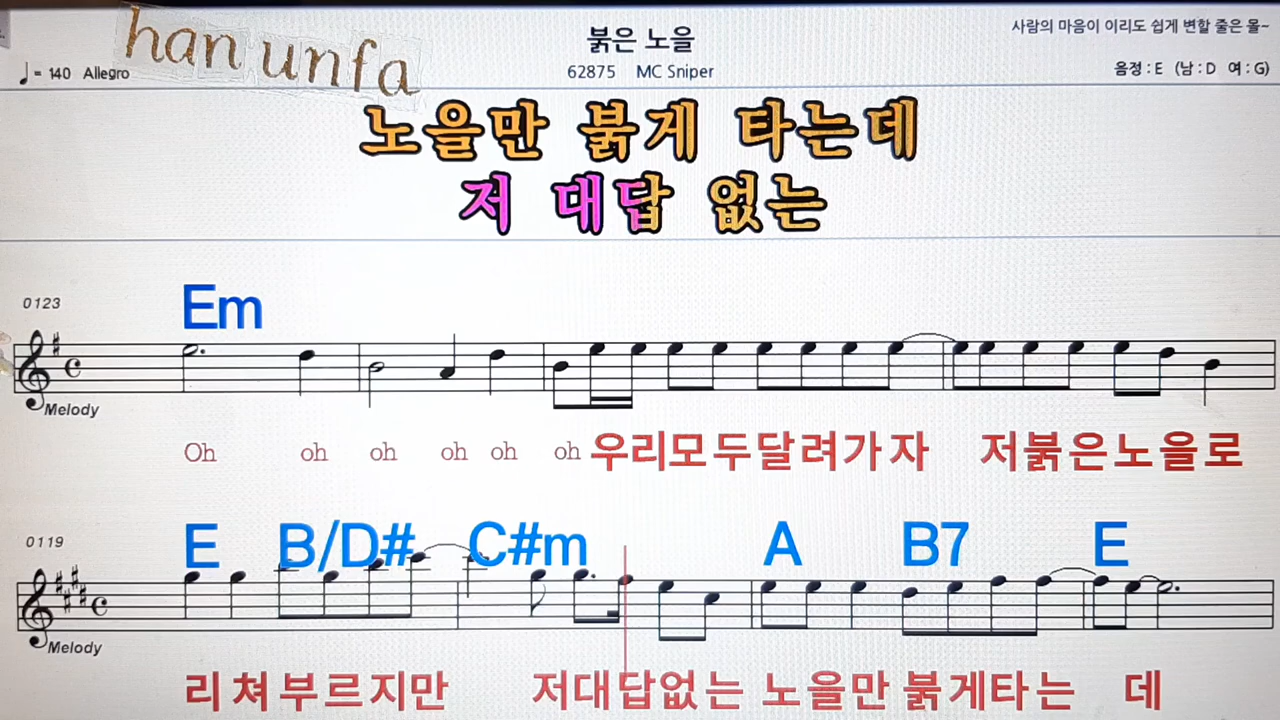 han unfa
붉은 노을
사람의 마음이 이리도 쉽게 변할 줄은 몰~
♩= 140 Allegro
62875 MC Sniper
음정 : E (남 : D 여 : G)
노을만 붉게 타는데
저 대답 없는
0123
Em
Melody
Oh oh oh oh oh oh 우리모두달려가자 저붉은노을로
0119
E B/D# C#m A B7 E
Melody
리쳐부르지만 저대답없는 노을만붉게타는 데